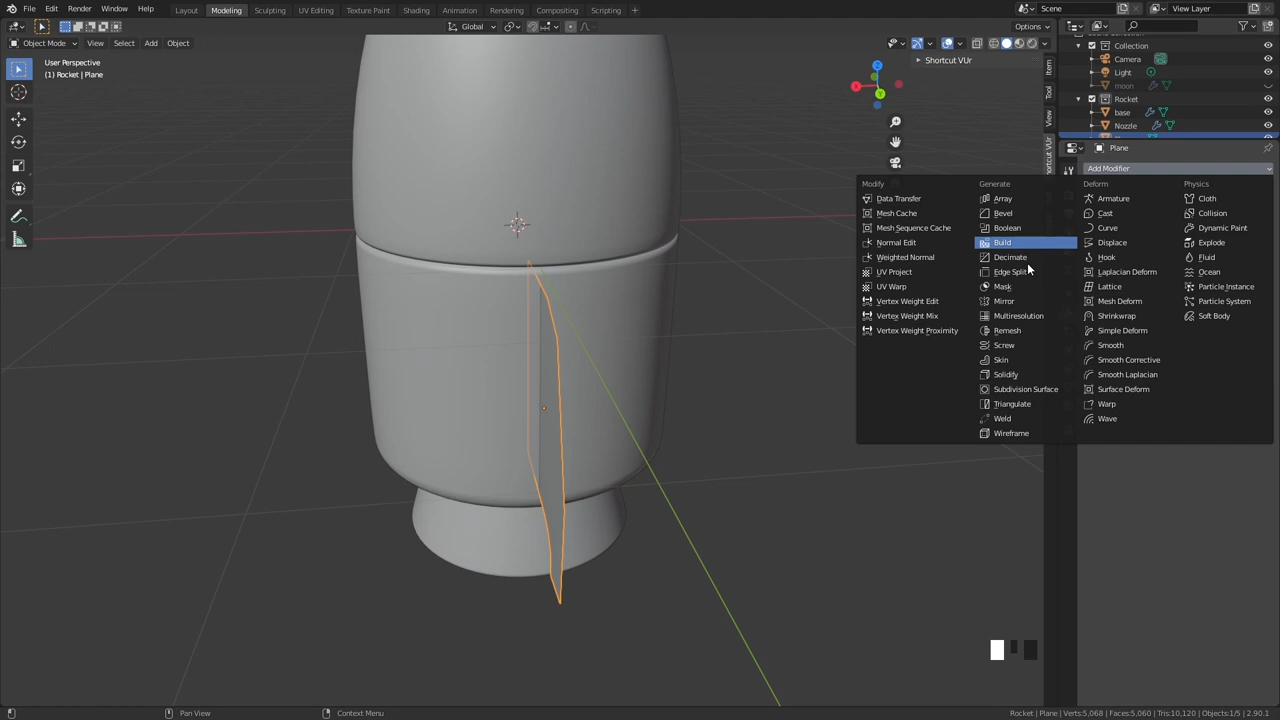 File Edit Render Window Help Layout Modeling Sculpting UV Editing Texture Paint Shading Animation Rendering Compositing Scripting + Scene View Layer
Global Options
Object Mode View Select Add Object
User Perspective
(1) Rocket | Plane
X
Y
Z
Shortcut VUr
Item
Tool
View
Collection
Camera
Light
moon
Rocket
base
Nozzle
Plane
Add Modifier
Modify Generate Deform Physics
Data Transfer Array Armature Cloth
Mesh Cache Bevel Cast Collision
Mesh Sequence Cache Boolean Curve Dynamic Paint
Normal Edit Build Displace Explode
Weighted Normal Decimate Hook Fluid
UV Project Edge Split Laplacian Deform Ocean
UV Warp Mask Lattice Particle Instance
Vertex Weight Edit Mirror Mesh Deform Particle System
Vertex Weight Mix Multiresolution Shrinkwrap Soft Body
Vertex Weight Proximity Remesh Simple Deform
Screw Smooth
Skin Smooth Corrective
Solidify Smooth Laplacian
Subdivision Surface Surface Deform
Triangulate Warp
Weld Wave
Wireframe
Pan View Context Menu Rocket | Plane | Verts:5,068 | Faces:5,060 | Tris:10,120 | Objects:1/5 | 2.90.1